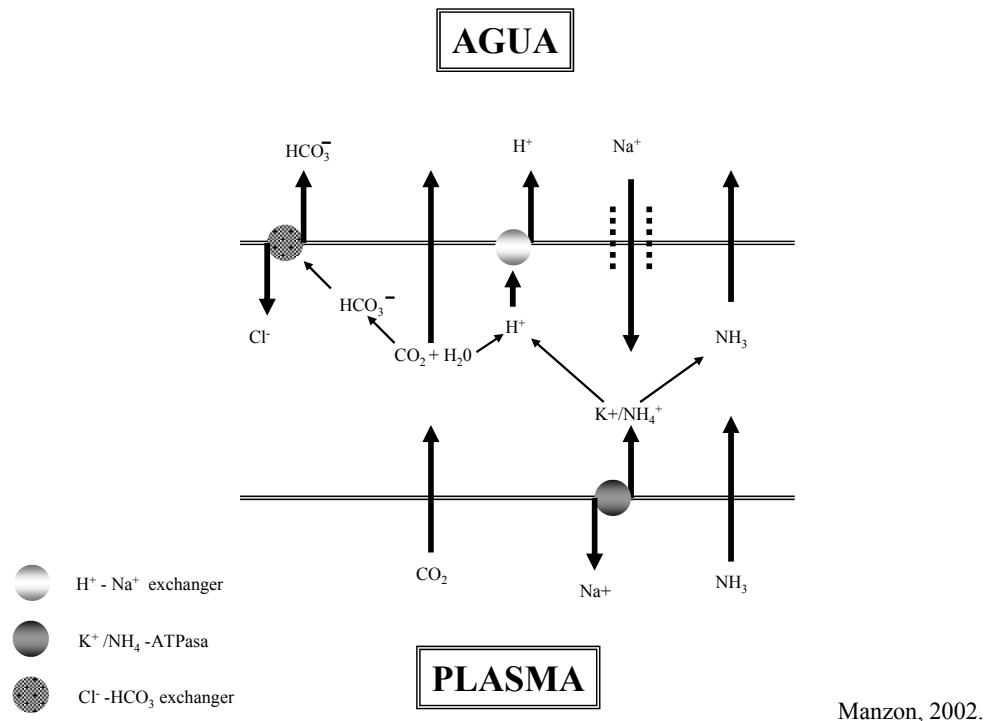 AGUA
HCO₃⁻
H⁺
Na⁺
HCO₃⁻
Cl⁻
H⁺
NH₃
CO₂ + H₂0
K+/NH₄⁺
CO₂
Na+
NH₃
H⁺ - Na⁺ exchanger
K⁺ /NH₄ -ATPasa
Cl⁻ -HCO₃ exchanger
PLASMA
Manzon, 2002.